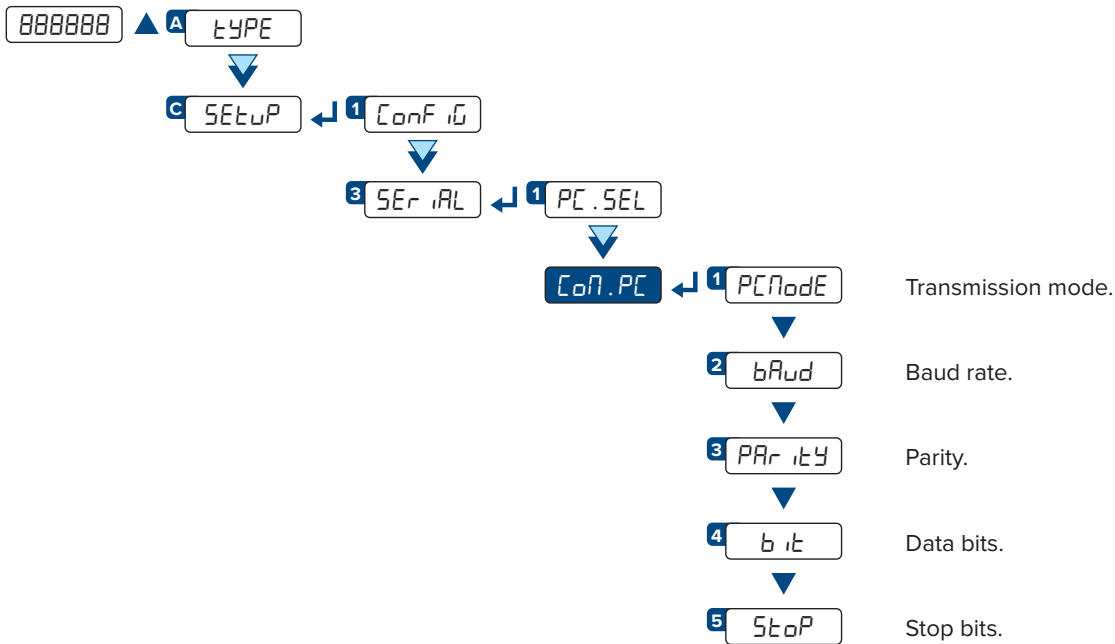 888888 A tYPE
C SEtuP 1 ConFiG
3 SEriAL 1 PC.SEL
CoM.PC 1 PCModE Transmission mode.
2 bAud Baud rate.
3 PAritY Parity.
4 bit Data bits.
5 StoP Stop bits.